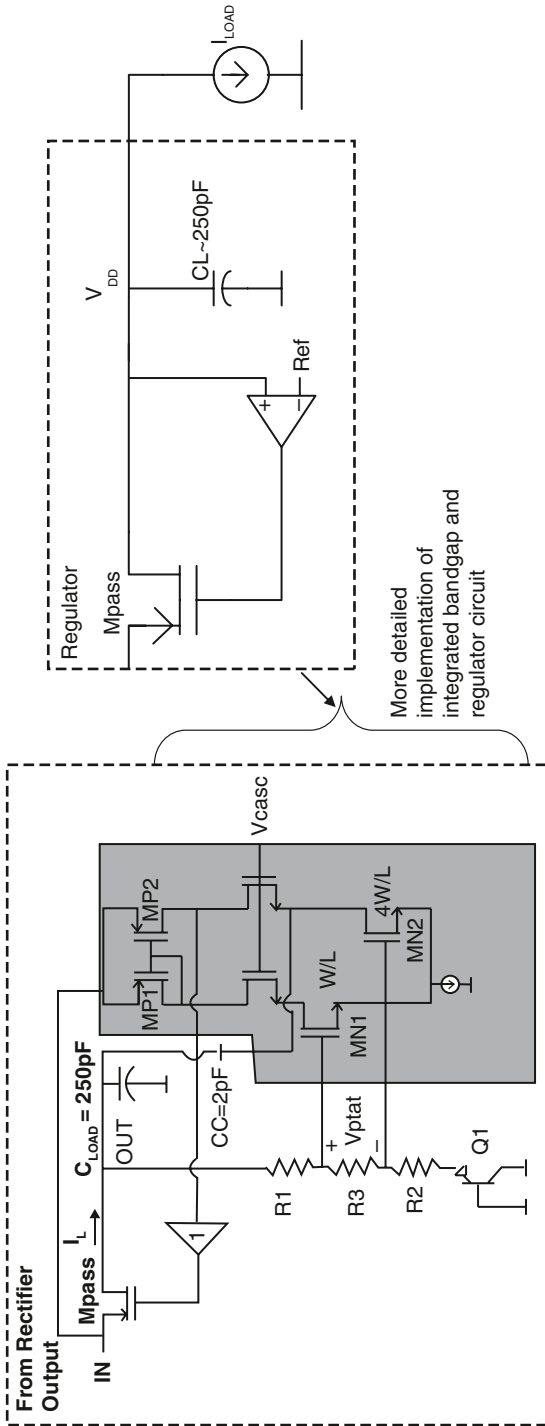 From Rectifier
Output
IN
Mpass
I_L
C_LOAD = 250pF
OUT
1
CC=2pF
MP1
MP2
Vcasc
W/L
4W/L
MN1
MN2
R1
+
Vptat
R3
−
R2
Q1
More detailed
implementation of
integrated bandgap and
regulator circuit
Regulator
Mpass
V_DD
CL~250pF
+
−
Ref
I_LOAD